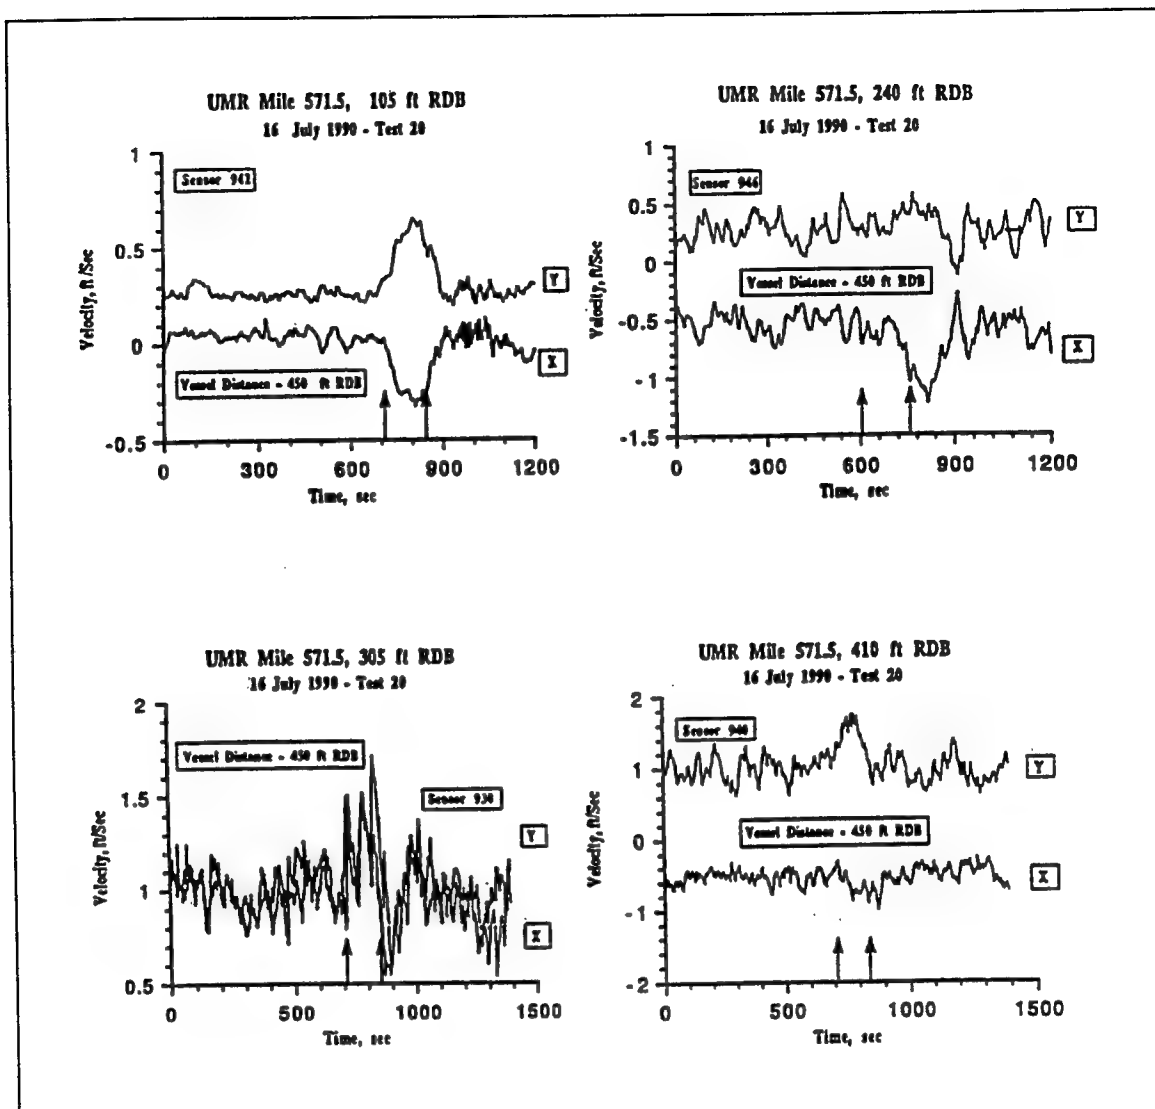 UMR Mile 571.5, 105 ft RDB
16 July 1990 - Test 20
1
0.5
0
-0.5
Velocity, ft/Sec
Sensor 942
Y
X
Vessel Distance - 450 ft RDB
0 300 600 900 1200
Time, sec
UMR Mile 571.5, 240 ft RDB
16 July 1990 - Test 20
1
0.5
0
-0.5
-1
-1.5
Velocity, ft/Sec
Sensor 946
Y
Vessel Distance - 450 ft RDB
X
0 300 600 900 1200
Time, sec
UMR Mile 571.5, 305 ft RDB
16 July 1990 - Test 20
2
1.5
1
0.5
Velocity, ft/Sec
Vessel Distance - 450 ft RDB
Sensor 930
Y
X
0 500 1000 1500
Time, sec
UMR Mile 571.5, 410 ft RDB
16 July 1990 - Test 20
2
1
0
-1
-2
Velocity, ft/Sec
Sensor 940
Y
Vessel Distance - 450 ft RDB
X
0 500 1000 1500
Time, sec